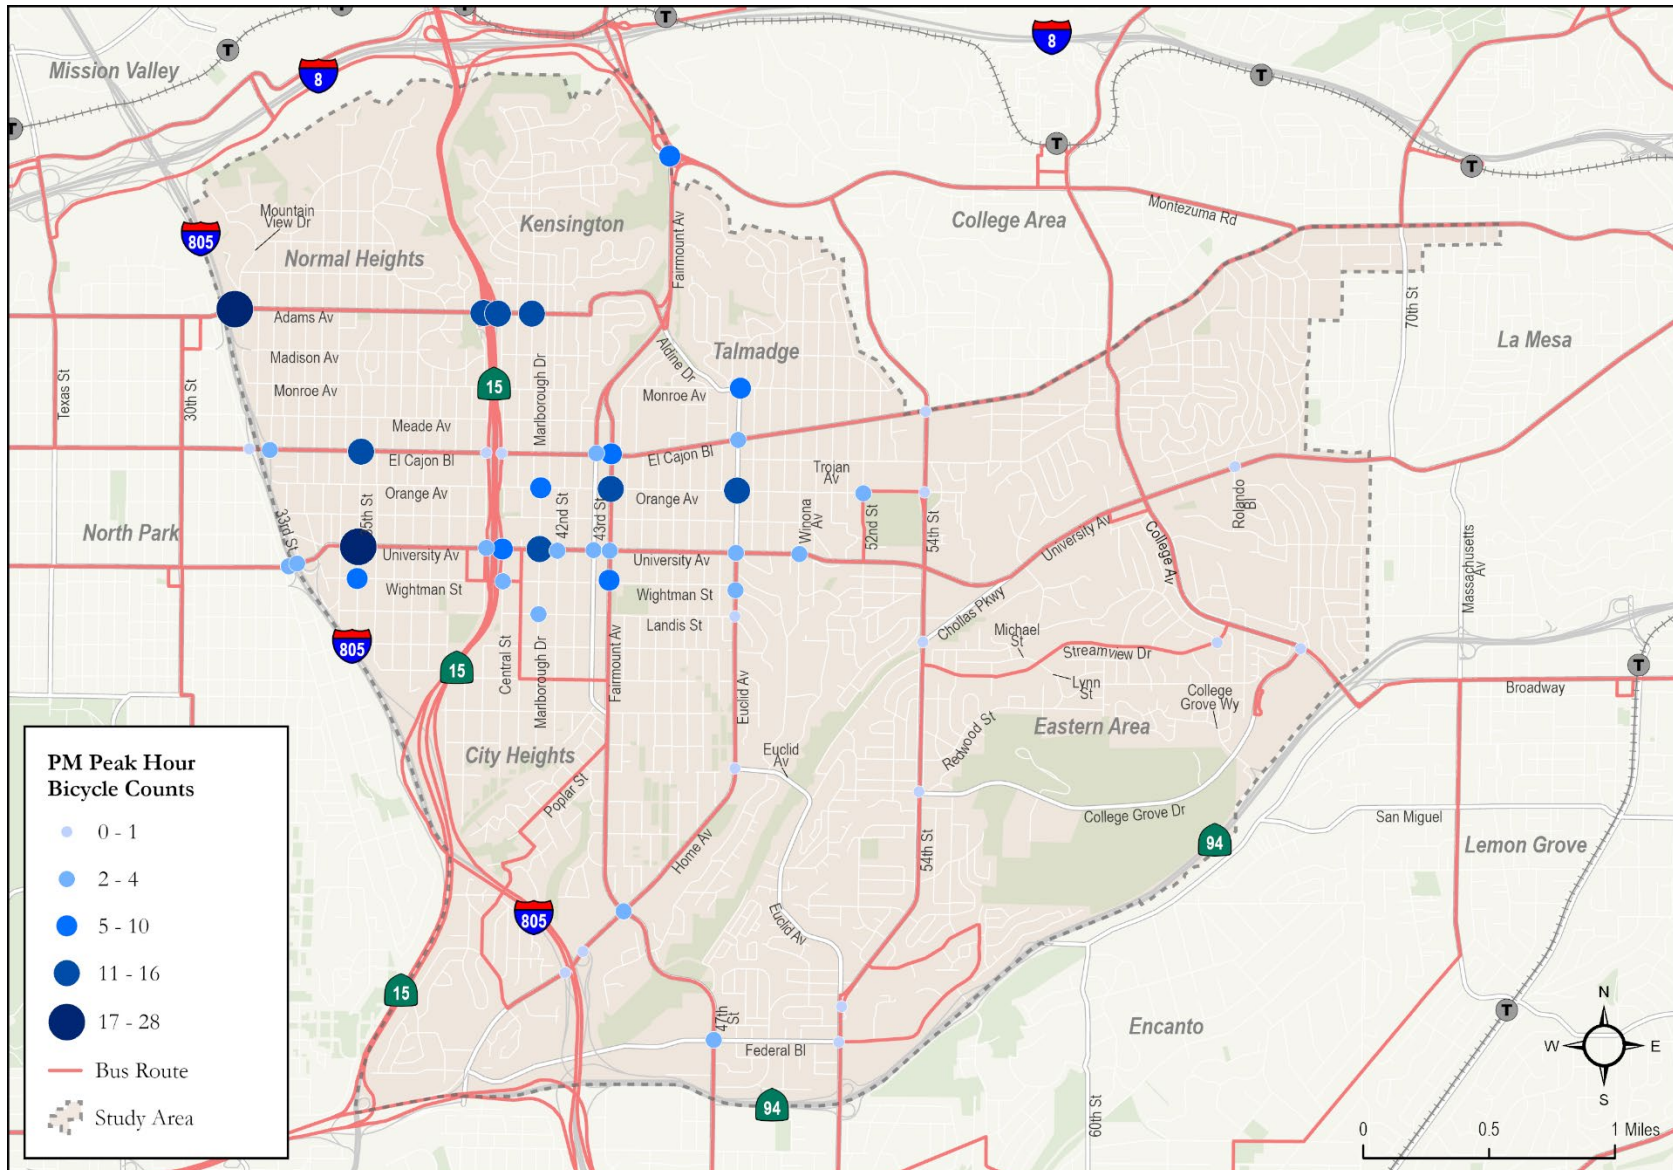 T
T
8
T
Mission Valley
8
T
T
T
T
Mountain
View Dr
Kensington
College Area
Montezuma Rd
805
Normal Heights
Fairmount Av
70th St
Adams Av
La Mesa
Madison Av
Aldine Dr
Talmadge
Texas St
30th St
Monroe Av
15
Marlborough Dr
Monroe Av
Meade Av
El Cajon Bl
El Cajon Bl
Trojan
Av
Orange Av
Orange Av
Rolando
Bl
North Park
33rd St
35th St
42nd St
43rd St
Winona
Av
52nd St
54th St
University Av
University Av
University Av
College Av
Massachusetts
Av
Wightman St
Wightman St
Chollas Pkwy
Landis St
Michael
St
805
15
Central St
Marlborough Dr
Fairmount Av
Euclid Av
Streamview Dr
T
Lynn
St
College
Grove Wy
Broadway
City Heights
Euclid
Av
Redwood St
Eastern Area
Poplar St
College Grove Dr
San Miguel
Home Av
54th St
94
Lemon Grove
805
Euclid Av
15
47th
St
T
Encanto
Federal Bl
94
60th St
PM Peak Hour
Bicycle Counts
0 - 1
2 - 4
5 - 10
11 - 16
17 - 28
Bus Route
Study Area
N
W E
S
0 0.5 1 Miles